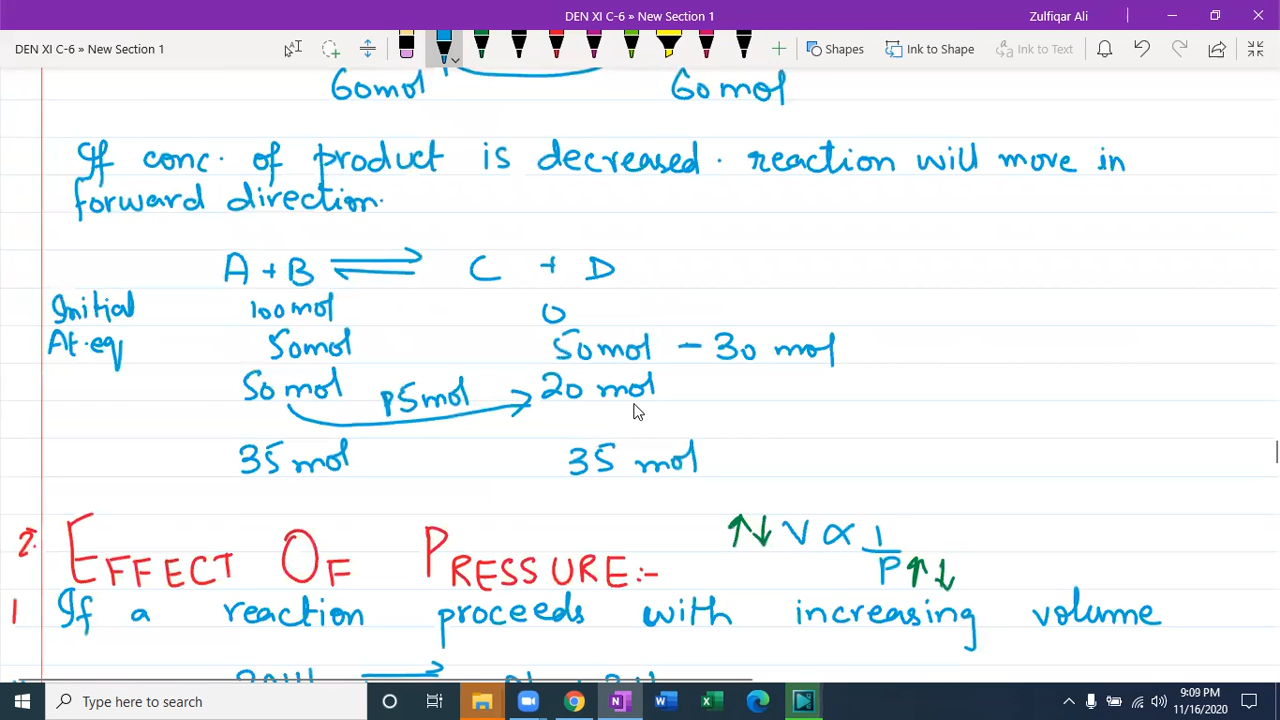 DEN XI C-6 » New Section 1
Zulfiqar Ali
DEN XI C-6 » New Section 1
Shapes
Ink to Shape
Ink to Text
60mol 60 mol
If conc. of product is decreased. reaction will move in
forward direction.
A + B ⇌ C + D
Initial 100mol 0
At.eq 50mol 50mol - 30 mol
50 mol 15mol 20 mol
35 mol 35 mol
2. EFFECT OF PRESSURE:- ↑↓ V ∝ 1/P ↑↓
1 If a reaction proceeds with increasing volume
Type here to search
9:09 PM
11/16/2020